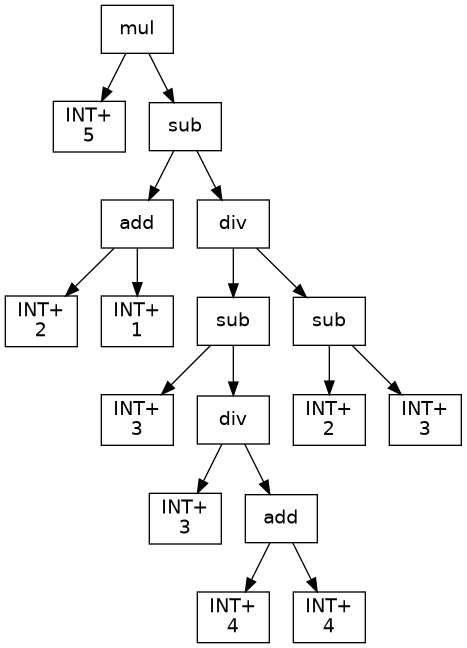 mul
INT+
5
sub
add
div
INT+
2
INT+
1
sub
sub
INT+
3
div
INT+
2
INT+
3
INT+
3
add
INT+
4
INT+
4